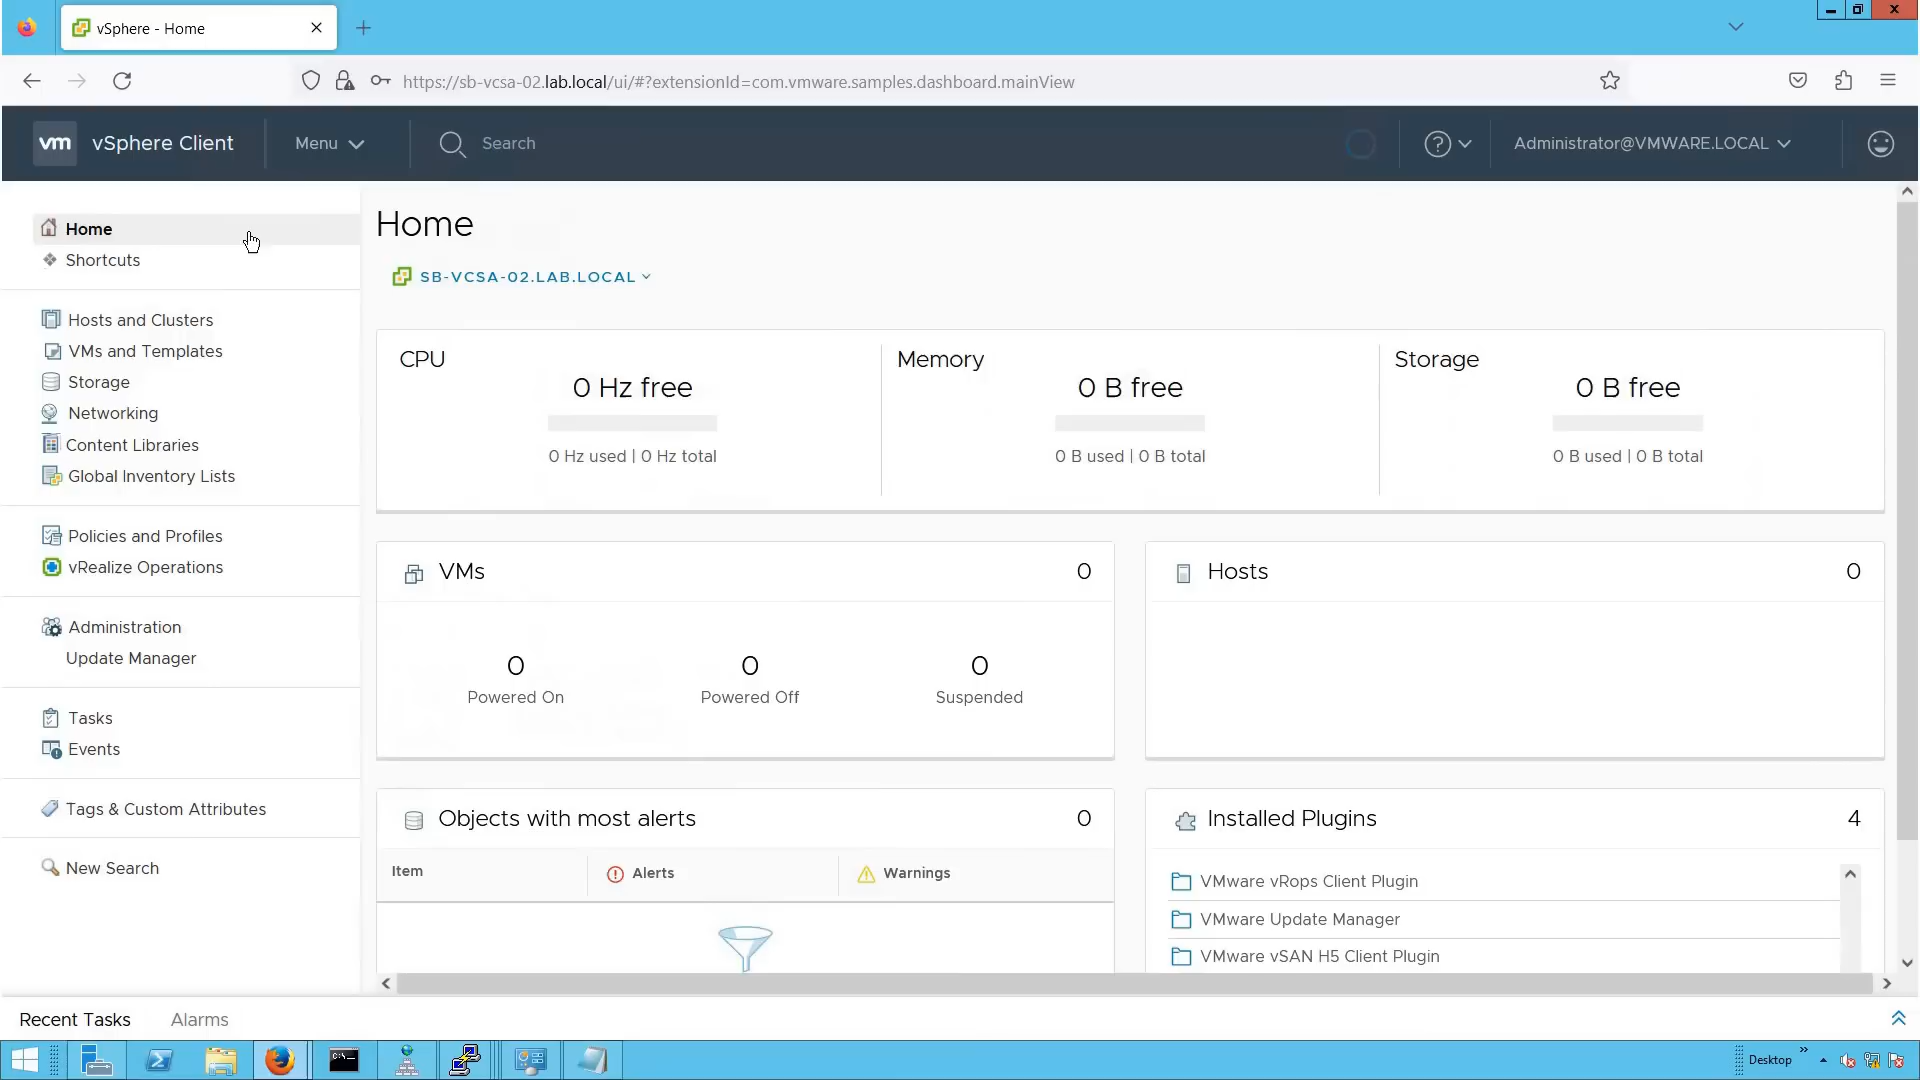 vSphere - Home
https://sb-vcsa-02.lab.local/ui/#?extensionId=com.vmware.samples.dashboard.mainView
vm vSphere Client Menu Search ? Administrator@VMWARE.LOCAL
Home
Shortcuts
Hosts and Clusters
VMs and Templates
Storage
Networking
Content Libraries
Global Inventory Lists
Policies and Profiles
vRealize Operations
Administration
Update Manager
Tasks
Events
Tags & Custom Attributes
New Search
Home
SB-VCSA-02.LAB.LOCAL
CPU
0 Hz free
0 Hz used | 0 Hz total
Memory
0 B free
0 B used | 0 B total
Storage
0 B free
0 B used | 0 B total
VMs 0
0 0 0
Powered On Powered Off Suspended
Hosts 0
Objects with most alerts 0
Item Alerts Warnings
Installed Plugins 4
VMware vRops Client Plugin
VMware Update Manager
VMware vSAN H5 Client Plugin
Recent Tasks Alarms
Desktop